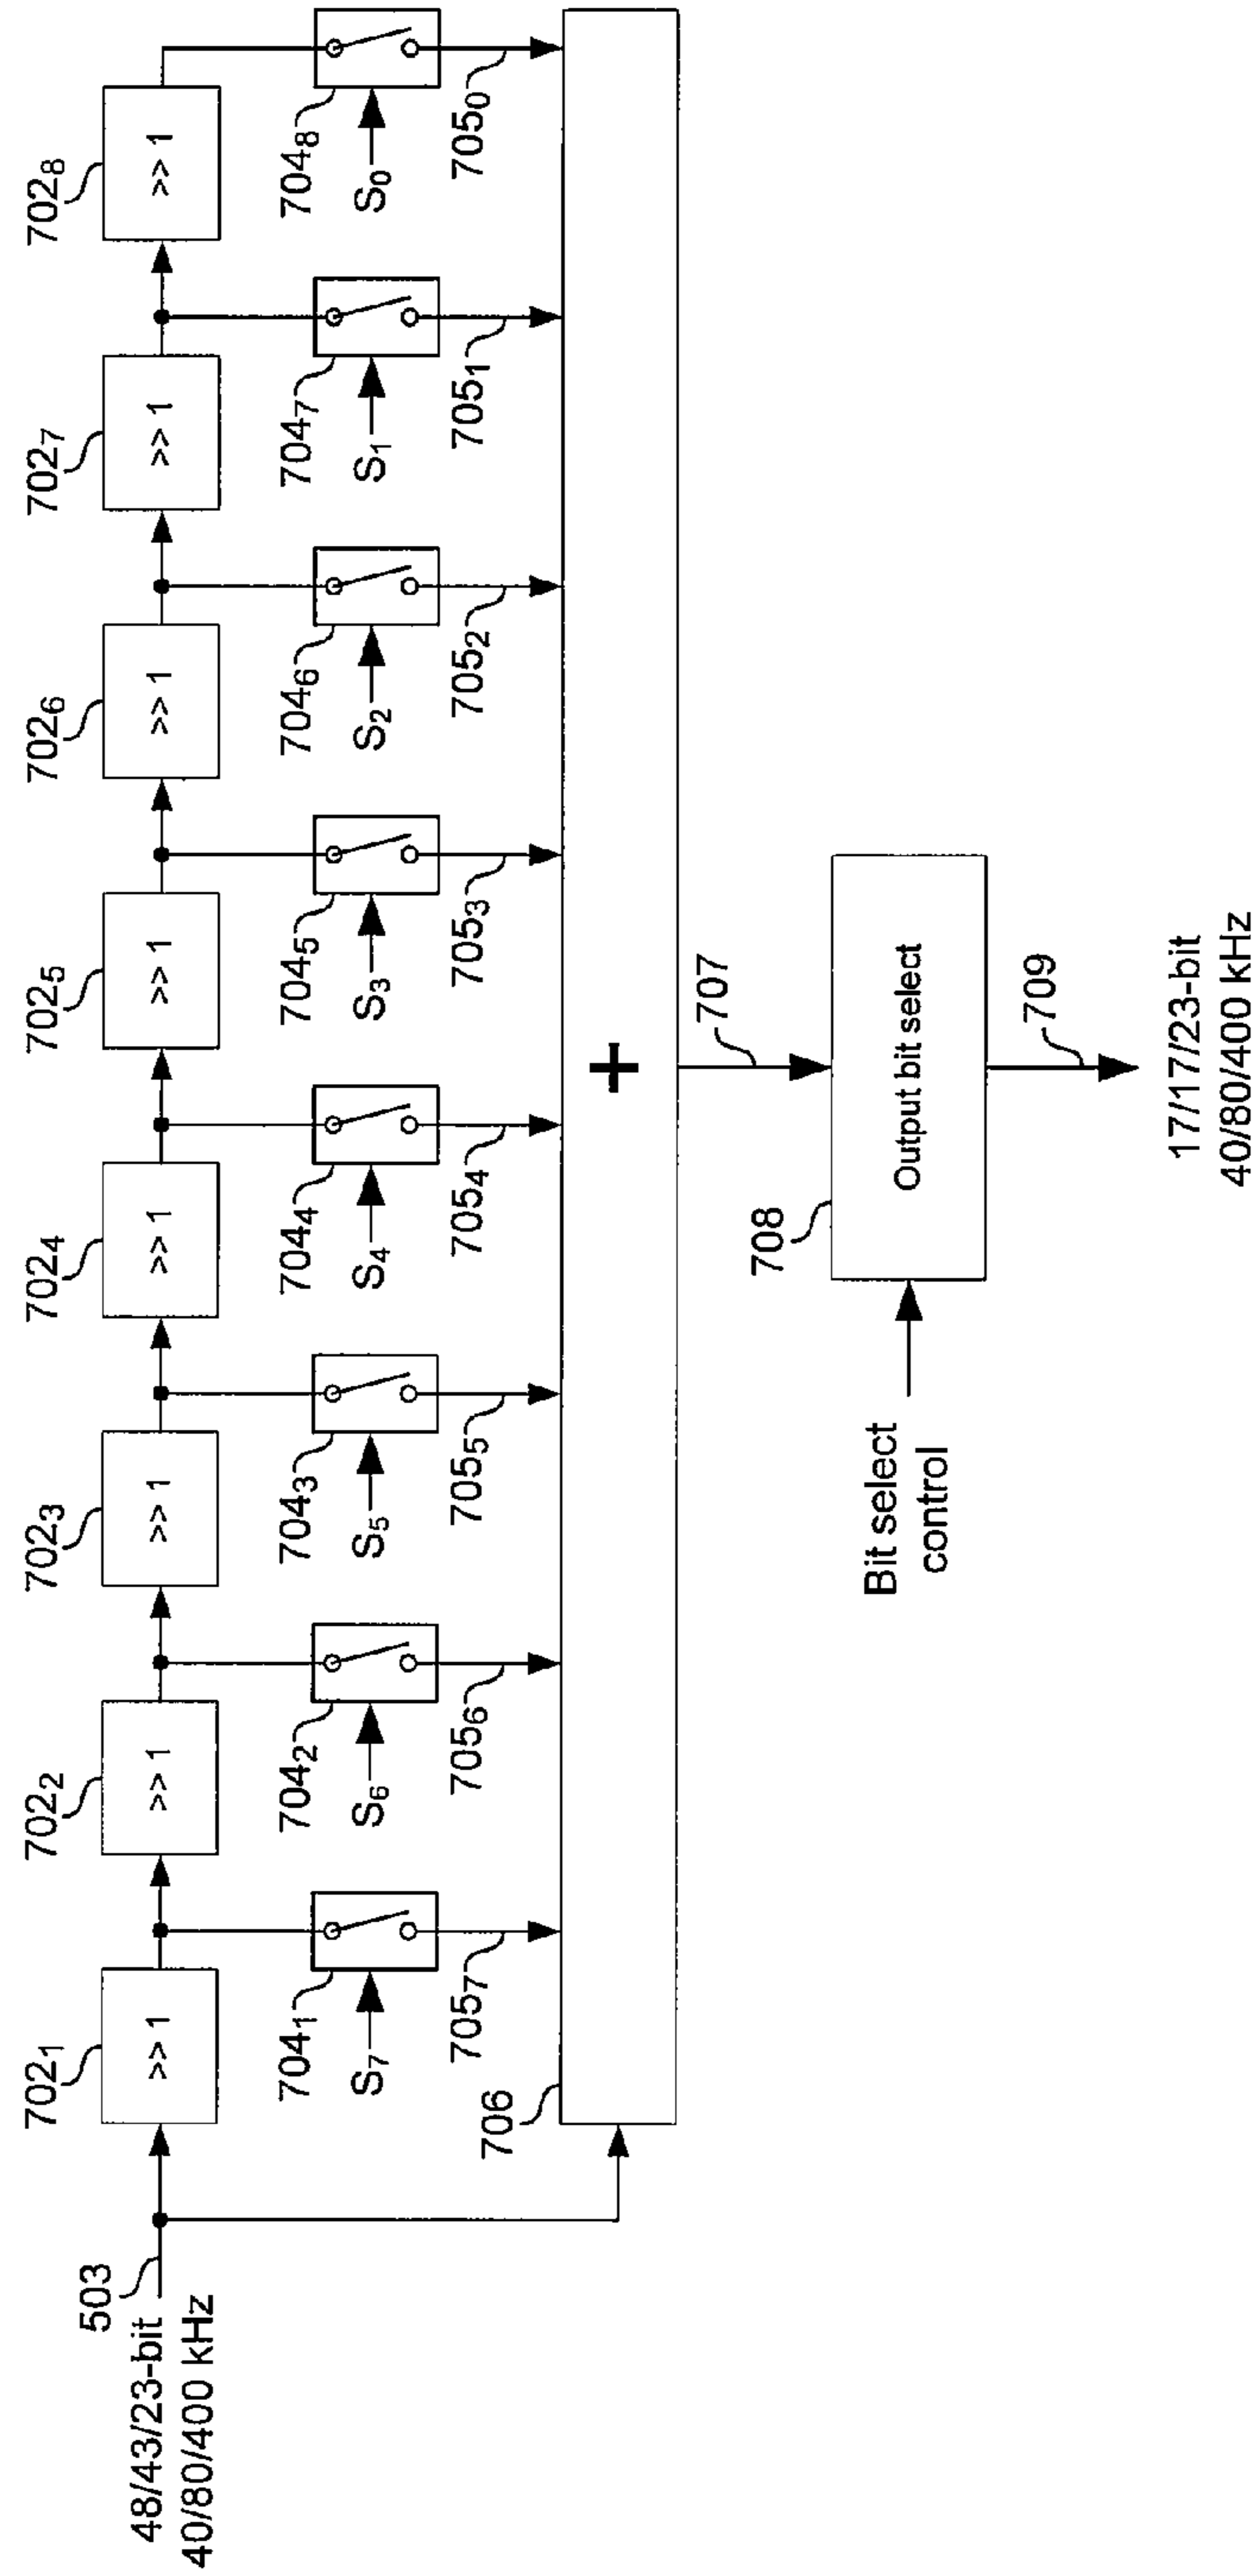 702₁
702₂
702₃
702₄
702₅
702₆
702₇
702₈
>> 1
>> 1
>> 1
>> 1
>> 1
>> 1
>> 1
>> 1
503
48/43/23-bit
40/80/400 kHz
704₁
704₂
704₃
704₄
704₅
704₆
704₇
704₈
S₇
S₆
S₅
S₄
S₃
S₂
S₁
S₀
705₇
705₆
705₅
705₄
705₃
705₂
705₁
705₀
706
+
707
708
Output bit select
Bit select
control
709
17/17/23-bit
40/80/400 kHz